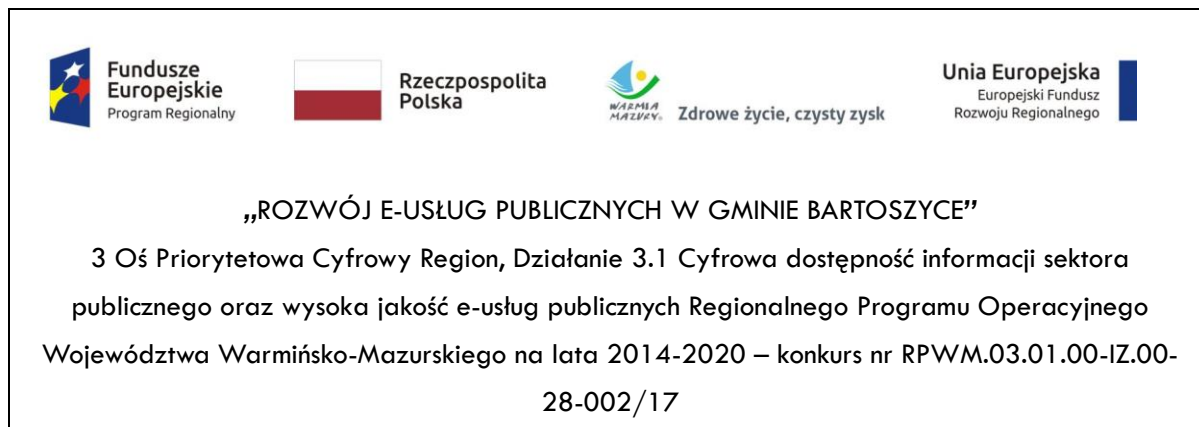 Fundusze
Europejskie
Program Regionalny
Rzeczpospolita
Polska
WARMIA
MAZURY
Zdrowe życie, czysty zysk
Unia Europejska
Europejski Fundusz
Rozwoju Regionalnego
„ROZWÓJ E-USŁUG PUBLICZNYCH W GMINIE BARTOSZYCE”
3 Oś Priorytetowa Cyfrowy Region, Działanie 3.1 Cyfrowa dostępność informacji sektora
publicznego oraz wysoka jakość e-usług publicznych Regionalnego Programu Operacyjnego
Województwa Warmińsko-Mazurskiego na lata 2014-2020 – konkurs nr RPWM.03.01.00-IZ.00-
28-002/17